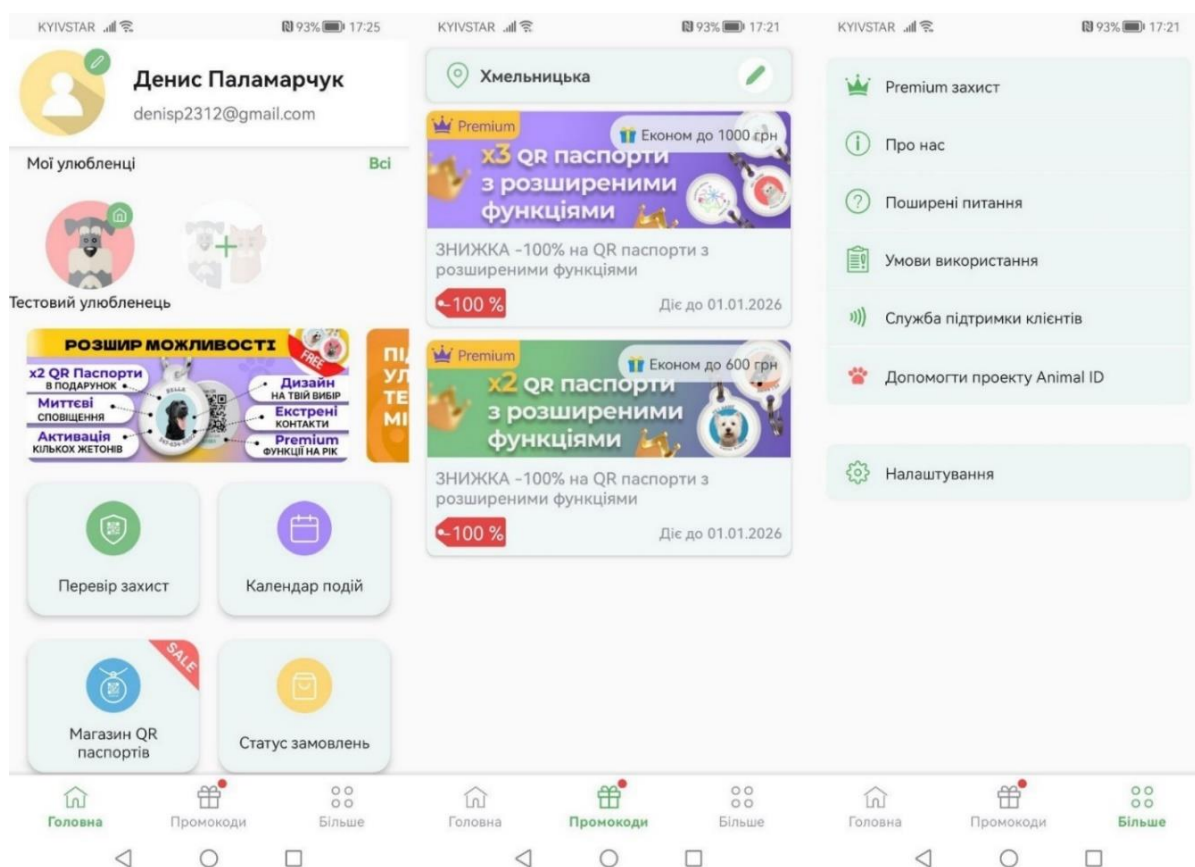 KYIVSTAR 93% 17:25
Денис Паламарчук
denisp2312@gmail.com
Мої улюбленці Всі
Тестовий улюбленець
РОЗШИР МОЖЛИВОСТІ
FREE
x2 QR Паспорти
В ПОДАРУНОК
Миттєві
СПОВІЩЕННЯ
Активація
КІЛЬКОХ ЖЕТОНІВ
BELLA
Дизайн
НА ТВІЙ ВИБІР
Екстрені
КОНТАКТИ
Premium
ФУНКЦІЇ НА РІК
Перевір захист
Календар подій
SALE
Магазин QR
паспортів
Статус замовлень
Головна Промокоди Більше
KYIVSTAR 93% 17:21
Хмельницька
Premium
Економ до 1000 грн
x3 QR паспорти
з розширеними
функціями
ЗНИЖКА -100% на QR паспорти з
розширеними функціями
-100 % Діє до 01.01.2026
Premium
Економ до 600 грн
x2 QR паспорти
з розширеними
функціями
ЗНИЖКА -100% на QR паспорти з
розширеними функціями
-100 % Діє до 01.01.2026
Головна Промокоди Більше
KYIVSTAR 93% 17:21
Premium захист
Про нас
Поширені питання
Умови використання
Служба підтримки клієнтів
Допомогти проекту Animal ID
Налаштування
Головна Промокоди Більше